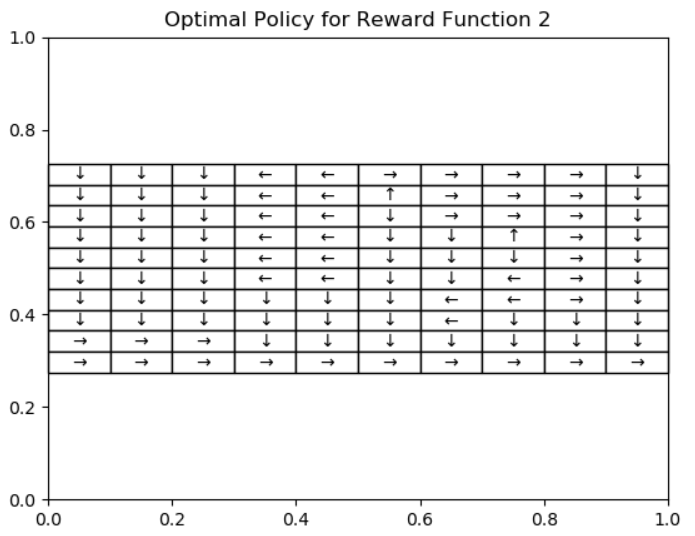 Optimal Policy for Reward Function 2
1.0
0.8
↓ ↓ ↓ ← ← → → → → ↓
↓ ↓ ↓ ← ← ↑ → → → ↓
0.6
↓ ↓ ↓ ← ← ↓ → → → ↓
↓ ↓ ↓ ← ← ↓ ↓ ↑ → ↓
↓ ↓ ↓ ← ← ↓ ↓ ↓ → ↓
↓ ↓ ↓ ← ← ↓ ↓ ← → ↓
0.4
↓ ↓ ↓ ↓ ↓ ↓ ← ← → ↓
↓ ↓ ↓ ↓ ↓ ↓ ← ↓ ↓ ↓
→ → → ↓ ↓ ↓ ↓ ↓ ↓ ↓
→ → → → → → → → → →
0.2
0.0
0.0 0.2 0.4 0.6 0.8 1.0